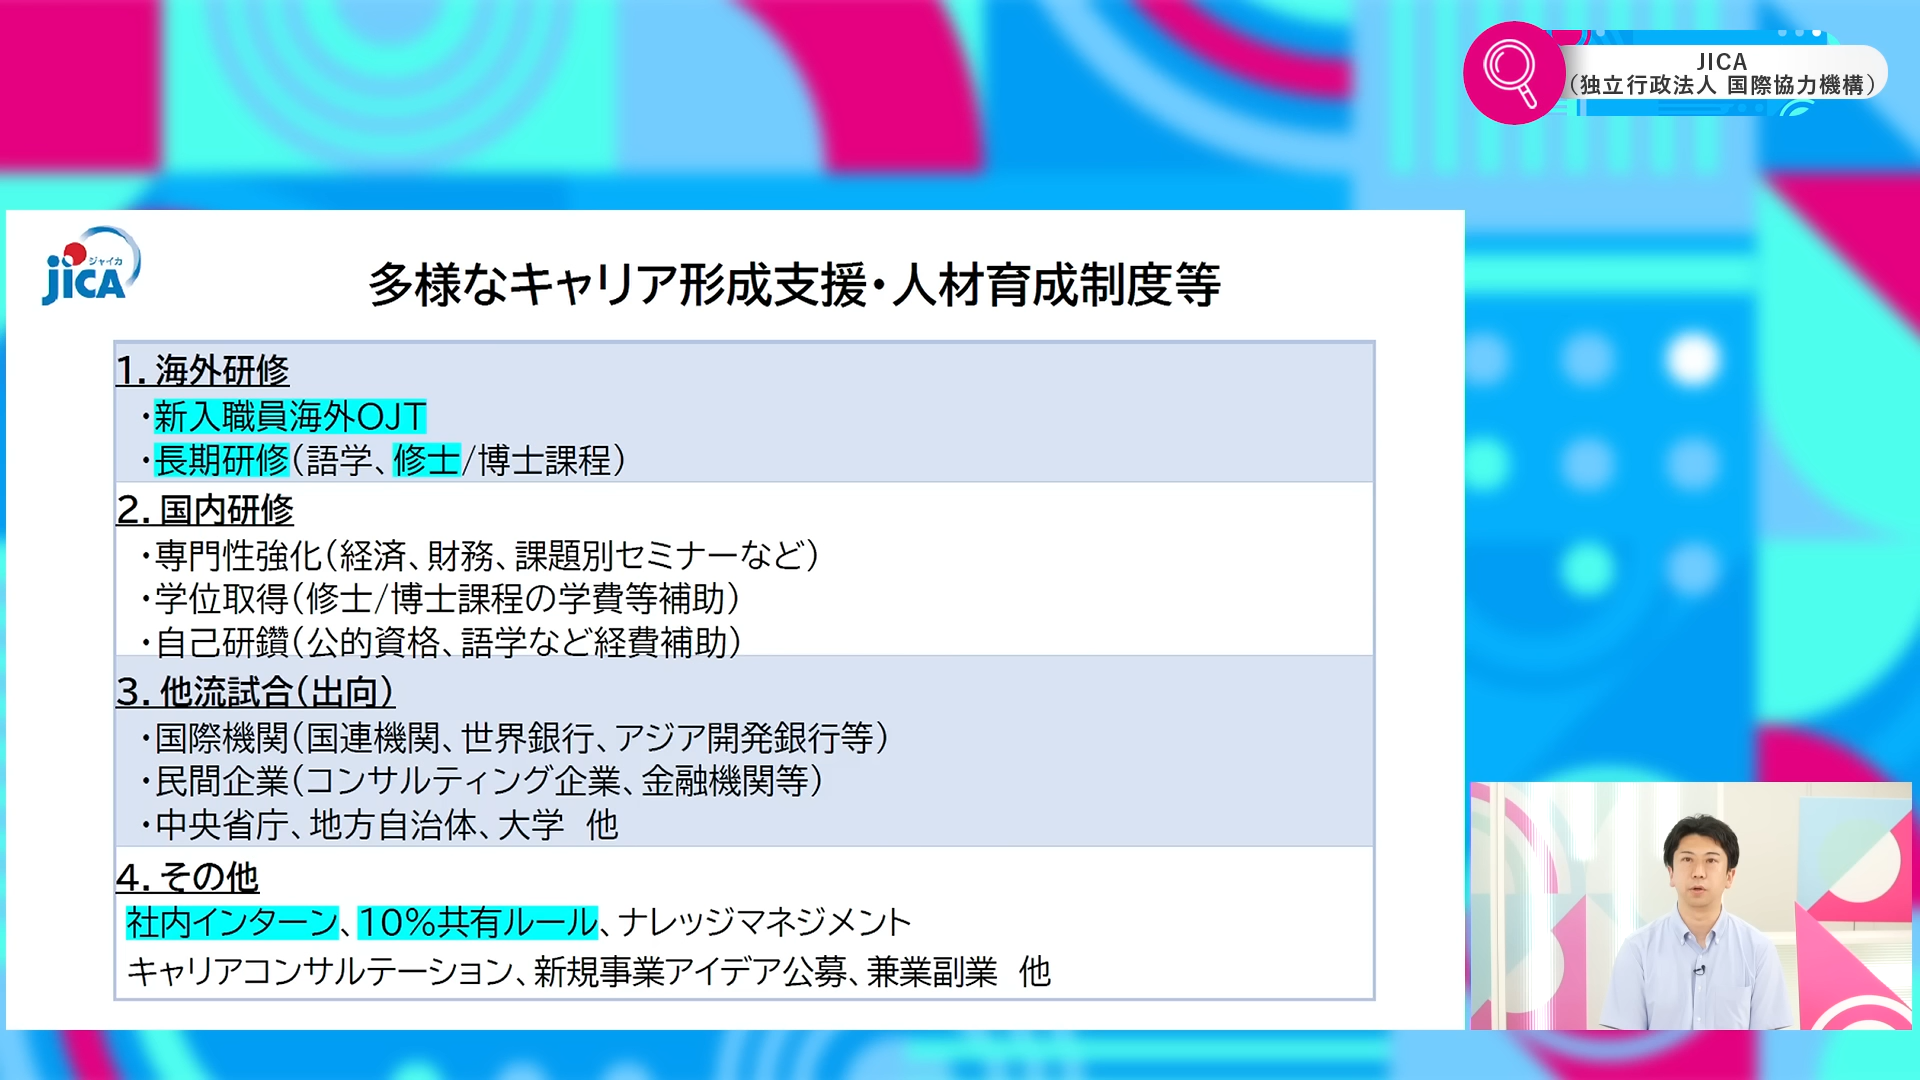 JICA
（独立行政法人 国際協力機構）
ジャイカ
jICA
多様なキャリア形成支援・人材育成制度等
1．海外研修
・新入職員海外OJT
・長期研修（語学、修士/博士課程）
2．国内研修
・専門性強化（経済、財務、課題別セミナーなど）
・学位取得（修士/博士課程の学費等補助）
・自己研鑽（公的資格、語学など経費補助）
3．他流試合（出向）
・国際機関（国連機関、世界銀行、アジア開発銀行等）
・民間企業（コンサルティング企業、金融機関等）
・中央省庁、地方自治体、大学　他
4．その他
社内インターン、10％共有ルール、ナレッジマネジメント
キャリアコンサルテーション、新規事業アイデア公募、兼業副業　他